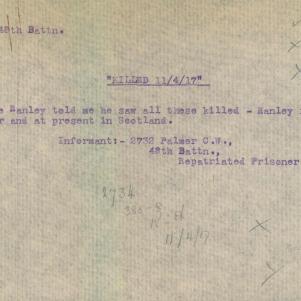 48th Battn.
"KILLED 11/4/17"
Hanley told me he saw all these killed - Hanley
and at present in Scotland.
Informant:- 2732 Palmer C.W.,
48th Battn.,
Repatriated Prisoner
2734
11/4/17